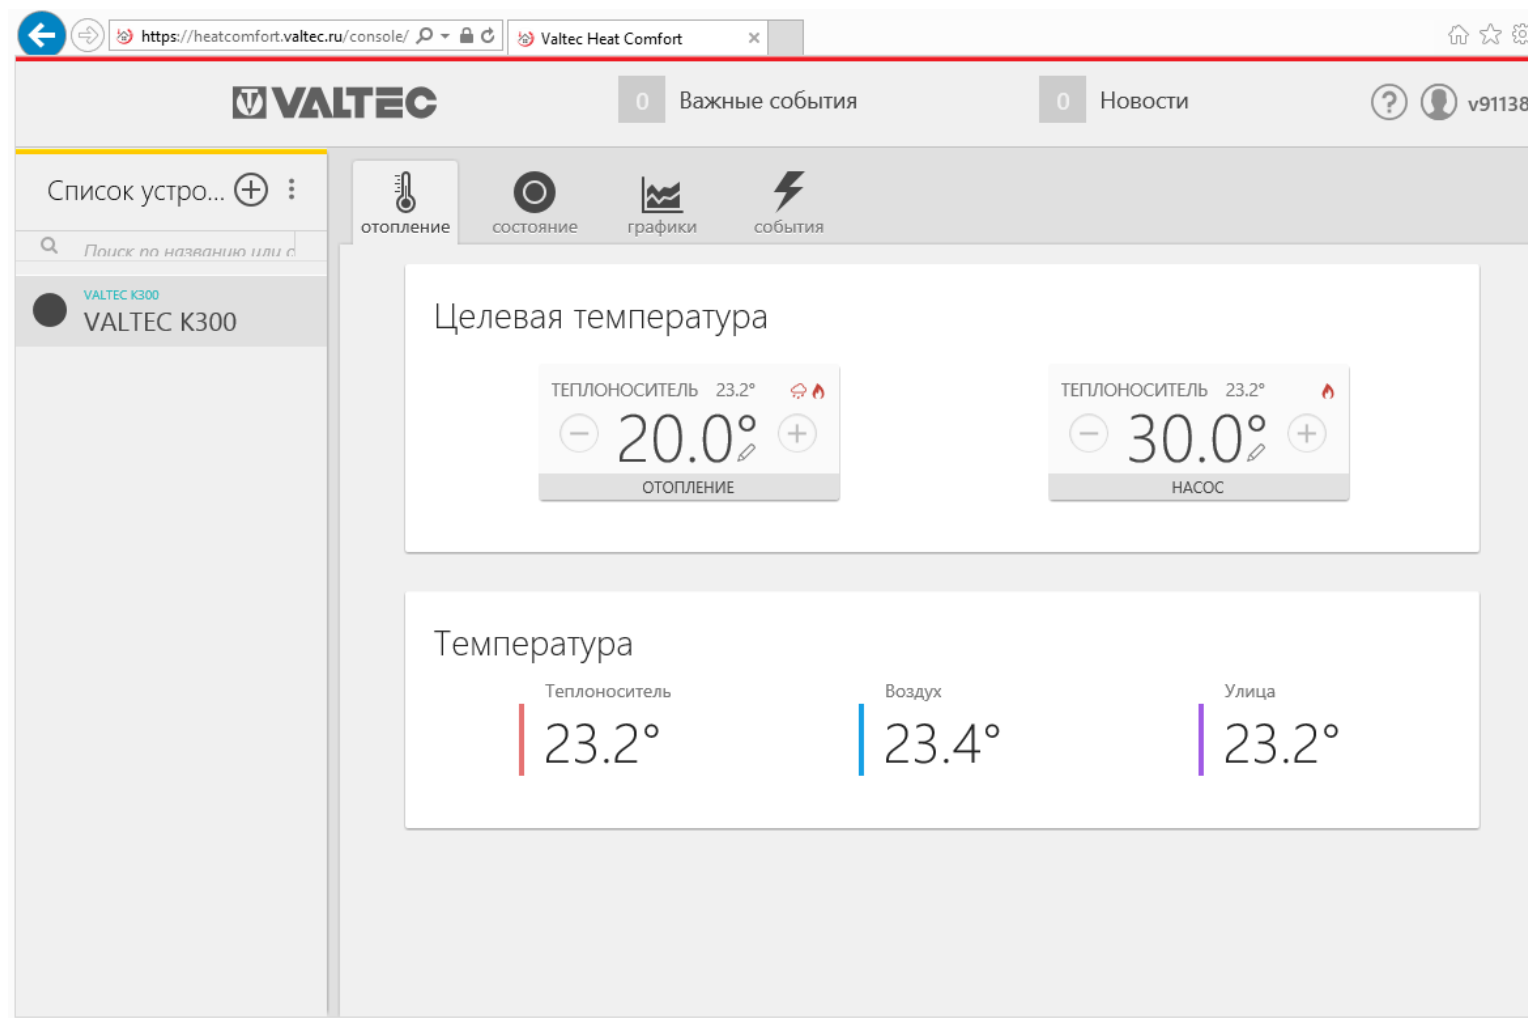 https://heatcomfort.valtec.ru/console/
Valtec Heat Comfort
VALTEC
0 Важные события
0 Новости
? v91138
Список устро...
отопление
состояние
графики
события
Поиск по названию или с
VALTEC K300
VALTEC K300
Целевая температура
ТЕПЛОНОСИТЕЛЬ 23.2°
20.0°
ОТОПЛЕНИЕ
ТЕПЛОНОСИТЕЛЬ 23.2°
30.0°
НАСОС
Температура
Теплоноситель
23.2°
Воздух
23.4°
Улица
23.2°